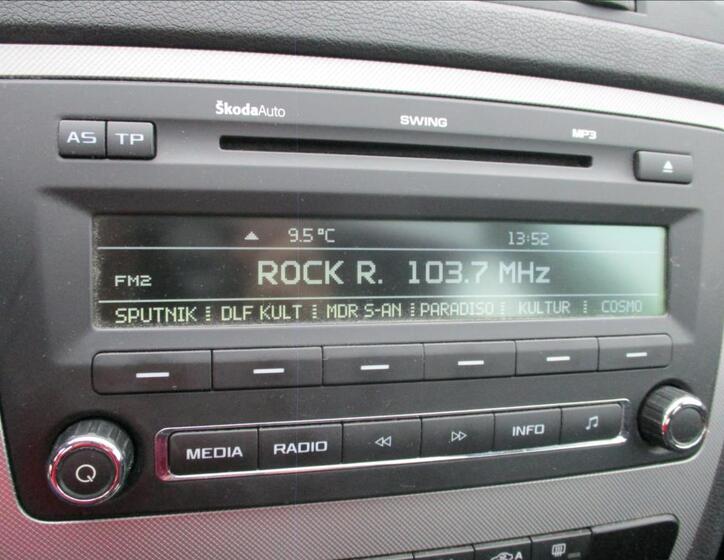 ŠkodaAuto SWING MP3
AS TP
9.5°C 13:52
FM2 ROCK R. 103.7 MHz
SPUTNIK DLF KULT MDR S-AN PARADISO KULTUR COSMO
MEDIA RADIO INFO
A